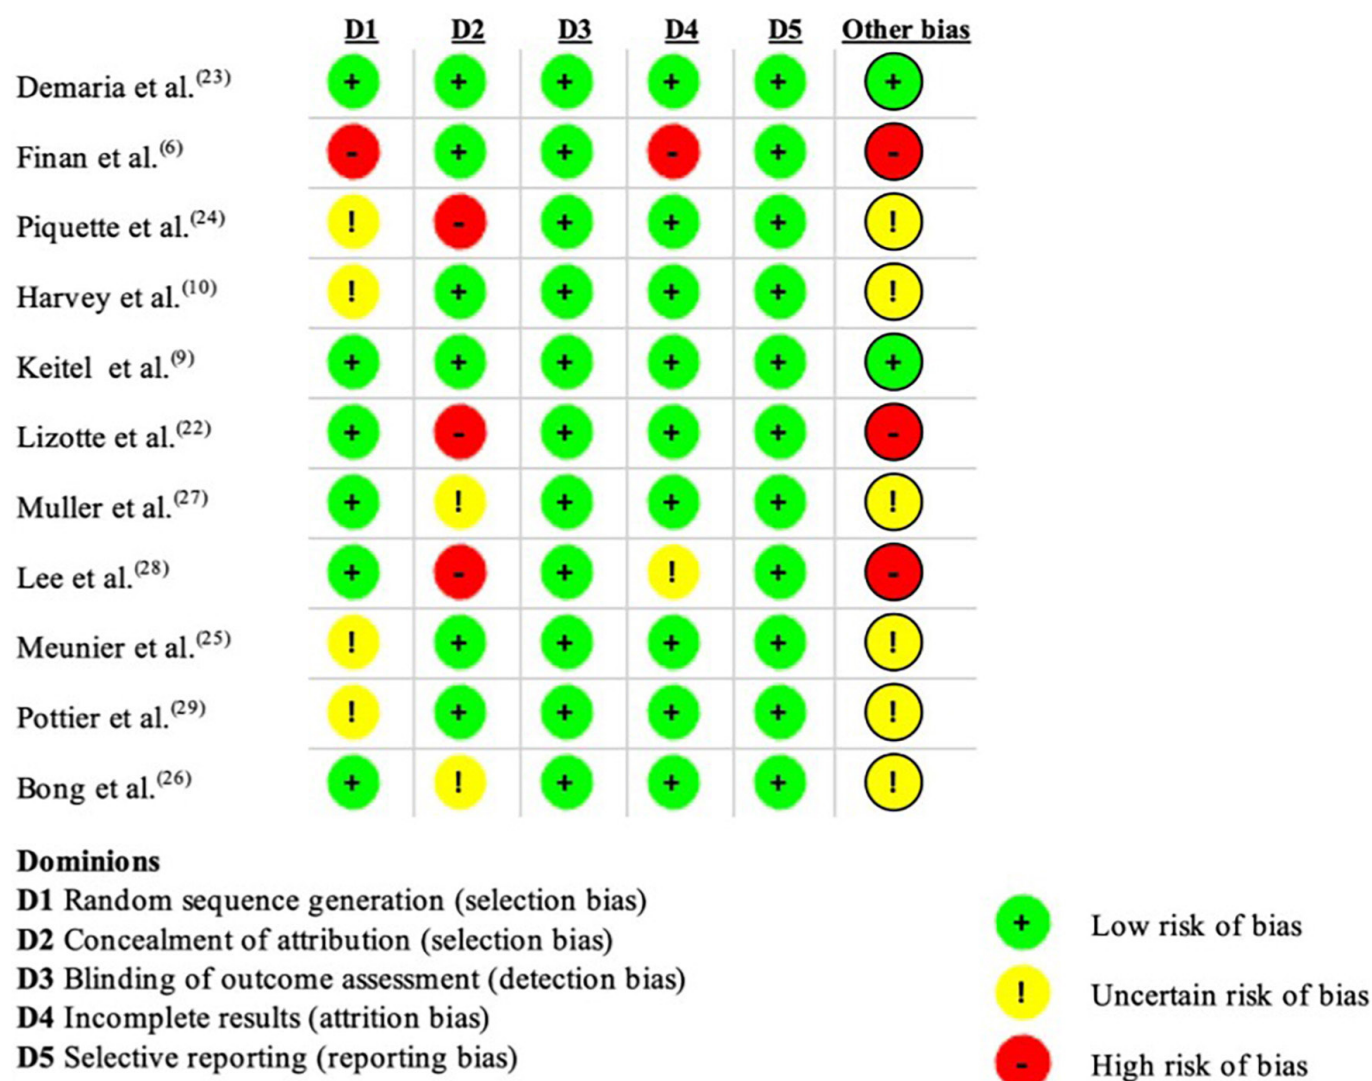 D1 D2 D3 D4 D5 Other bias
Demaria et al.(23) + + + + + +
Finan et al.(6) - + + - + -
Piquette et al.(24) ! - + + + !
Harvey et al.(10) ! + + + + !
Keitel et al.(9) + + + + + +
Lizotte et al.(22) + - + + + -
Muller et al.(27) + ! + + + !
Lee et al.(28) + - + ! + -
Meunier et al.(25) ! + + + + !
Pottier et al.(29) ! + + + + !
Bong et al.(26) + ! + + + !
Dominions
D1 Random sequence generation (selection bias)
D2 Concealment of attribution (selection bias)
D3 Blinding of outcome assessment (detection bias)
D4 Incomplete results (attrition bias)
D5 Selective reporting (reporting bias)
+ Low risk of bias
! Uncertain risk of bias
- High risk of bias